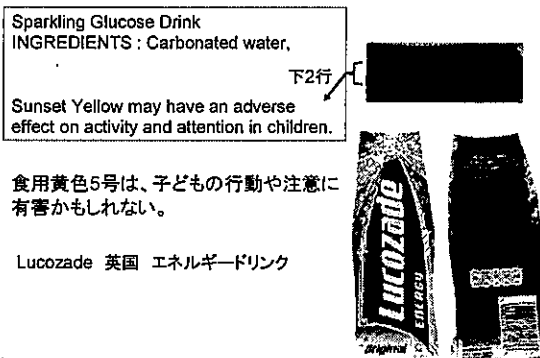 Sparkling Glucose Drink
INGREDIENTS : Carbonated water,
下2行
Sunset Yellow may have an adverse
effect on activity and attention in children.
食用黄色5号は、子どもの行動や注意に
有害かもしれない。
Lucozade 英国 エネルギードリンク
Lucozade
ENERGY
original